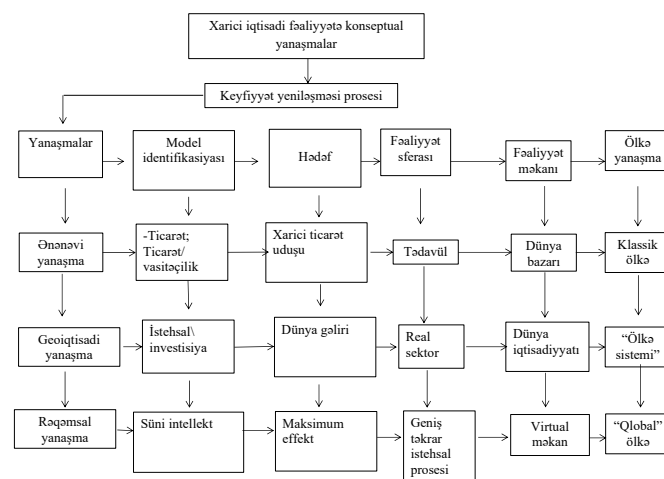 Xarici iqtisadi fəaliyyətə konseptual
yanaşmalar
Keyfiyyət yeniləşməsi prosesi
Yanaşmalar
Model
identifikasiyası
Hədəf
Fəaliyyət
sferası
Fəaliyyət
məkanı
Ölkə
yanaşma
Ənənəvi
yanaşma
-Ticarət;
Ticarət/
vasitəçilik
Xarici ticarət
uduşu
Tədavül
Dünya
bazarı
Klassik
ölkə
Geoiqtisadi
yanaşma
İstehsal\
investisiya
Dünya gəliri
Real
sektor
Dünya
iqtisadiyyatı
“Ölkə
sistemi”
Rəqəmsal
yanaşma
Süni intellekt
Maksimum
effekt
Geniş
təkrar
istehsal
prosesi
Virtual
məkan
“Qlobal”
ölkə